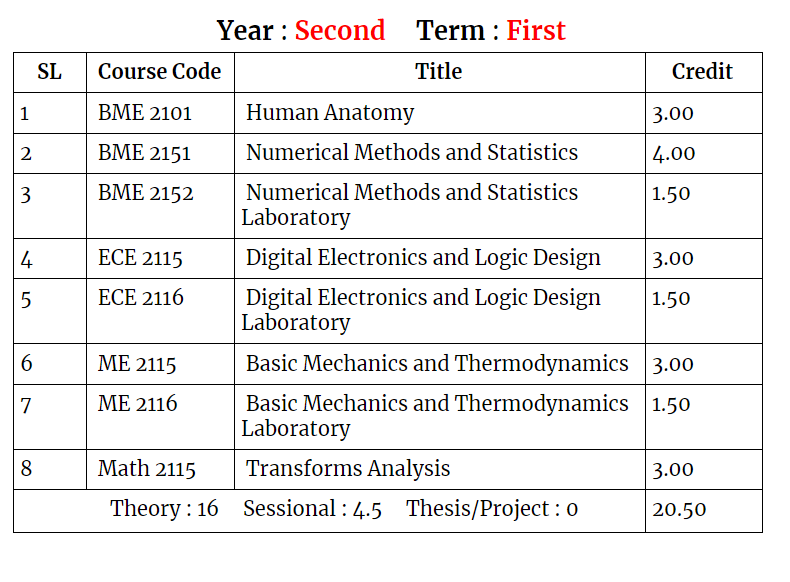 Year : Second Term : First
SL Course Code Title Credit
1 BME 2101 Human Anatomy 3.00
2 BME 2151 Numerical Methods and Statistics 4.00
3 BME 2152 Numerical Methods and Statistics 1.50
Laboratory
4 ECE 2115 Digital Electronics and Logic Design 3.00
5 ECE 2116 Digital Electronics and Logic Design 1.50
Laboratory
6 ME 2115 Basic Mechanics and Thermodynamics 3.00
7 ME 2116 Basic Mechanics and Thermodynamics 1.50
Laboratory
8 Math 2115 Transforms Analysis 3.00
Theory : 16 Sessional : 4.5 Thesis/Project : 0 20.50